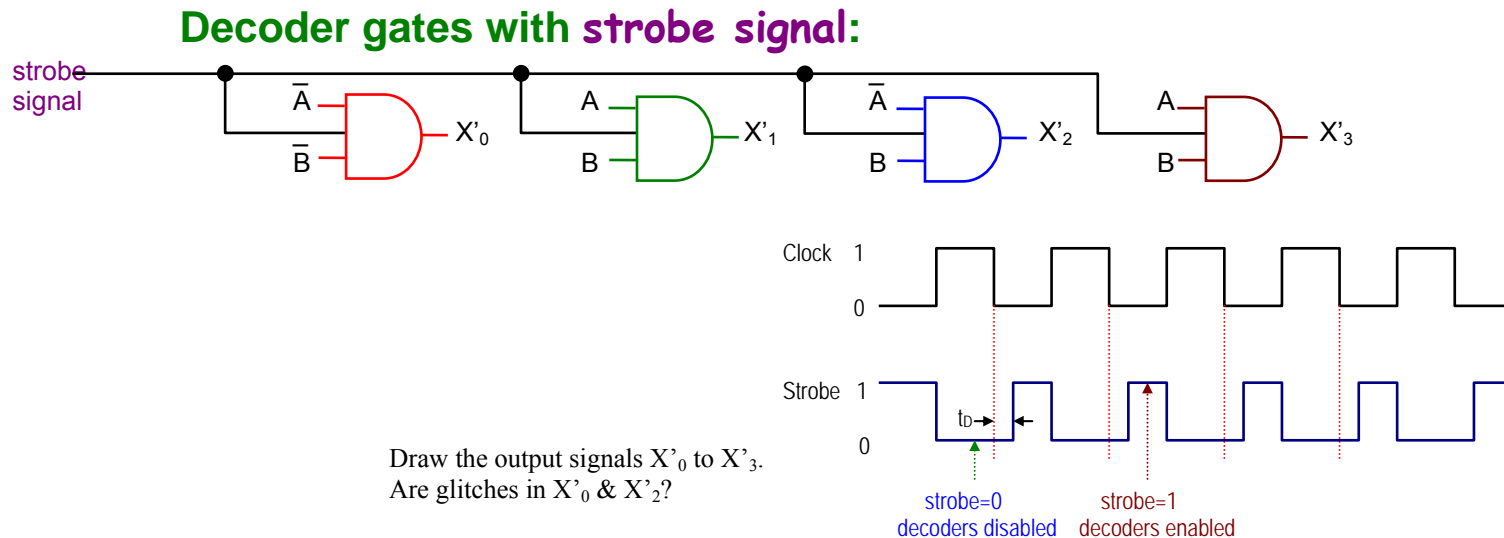 Decoder gates with strobe signal:
strobe
signal
A̅
B̅
X'₀
A
B
X'₁
A̅
B
X'₂
A
B
X'₃
Clock 1
0
Strobe 1
tD
0
Draw the output signals X’₀ to X’₃.
Are glitches in X’₀ & X’₂?
strobe=0
decoders disabled
strobe=1
decoders enabled